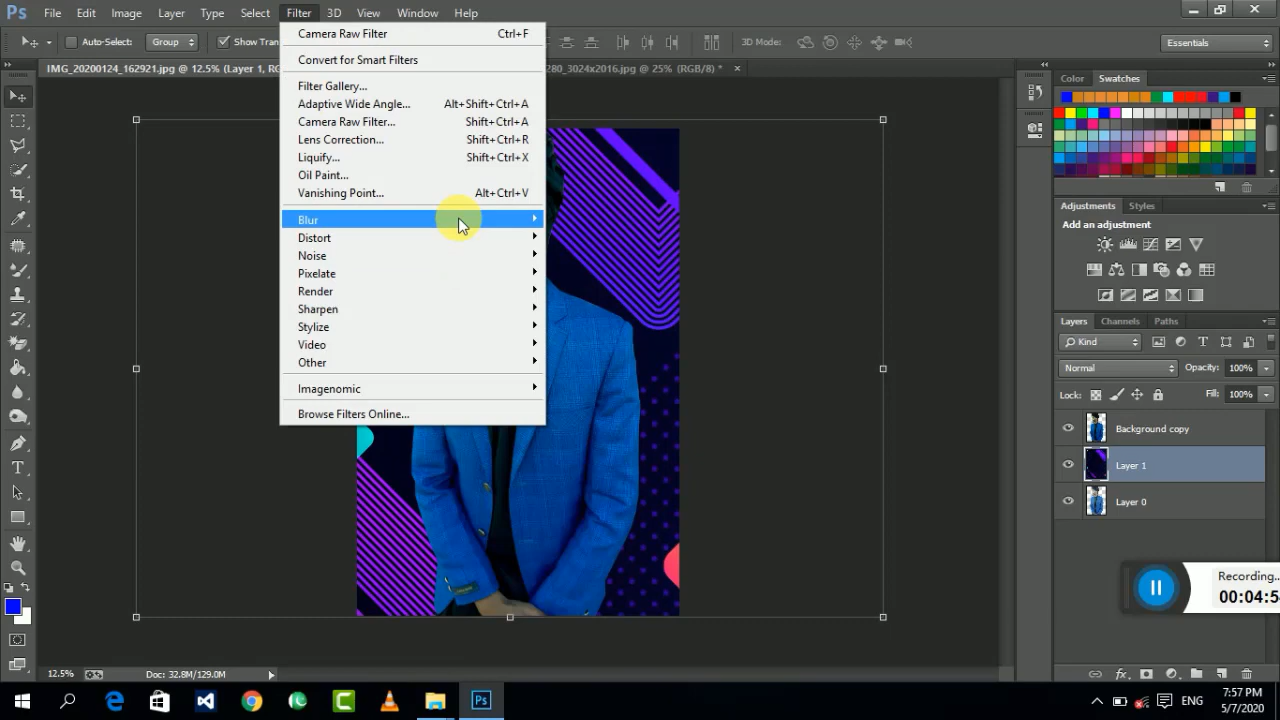 Ps File Edit Image Layer Type Select Filter 3D View Window Help
Auto-Select: Group Show Tran 3D Mode: Essentials
IMG_20200124_162921.jpg @ 12.5% (Layer 1, RG 280_3024x2016.jpg @ 25% (RGB/8) *
Camera Raw Filter Ctrl+F
Convert for Smart Filters
Filter Gallery...
Adaptive Wide Angle... Alt+Shift+Ctrl+A
Camera Raw Filter... Shift+Ctrl+A
Lens Correction... Shift+Ctrl+R
Liquify... Shift+Ctrl+X
Oil Paint...
Vanishing Point... Alt+Ctrl+V
Blur
Distort
Noise
Pixelate
Render
Sharpen
Stylize
Video
Other
Imagenomic
Browse Filters Online...
Color Swatches
Adjustments Styles
Add an adjustment
Layers Channels Paths
Kind
Normal Opacity: 100%
Lock: Fill: 100%
Background copy
Layer 1
Layer 0
Recording...
00:04:5
12.5% Doc: 32.8M/129.0M
Ps ENG 7:57 PM
5/7/2020